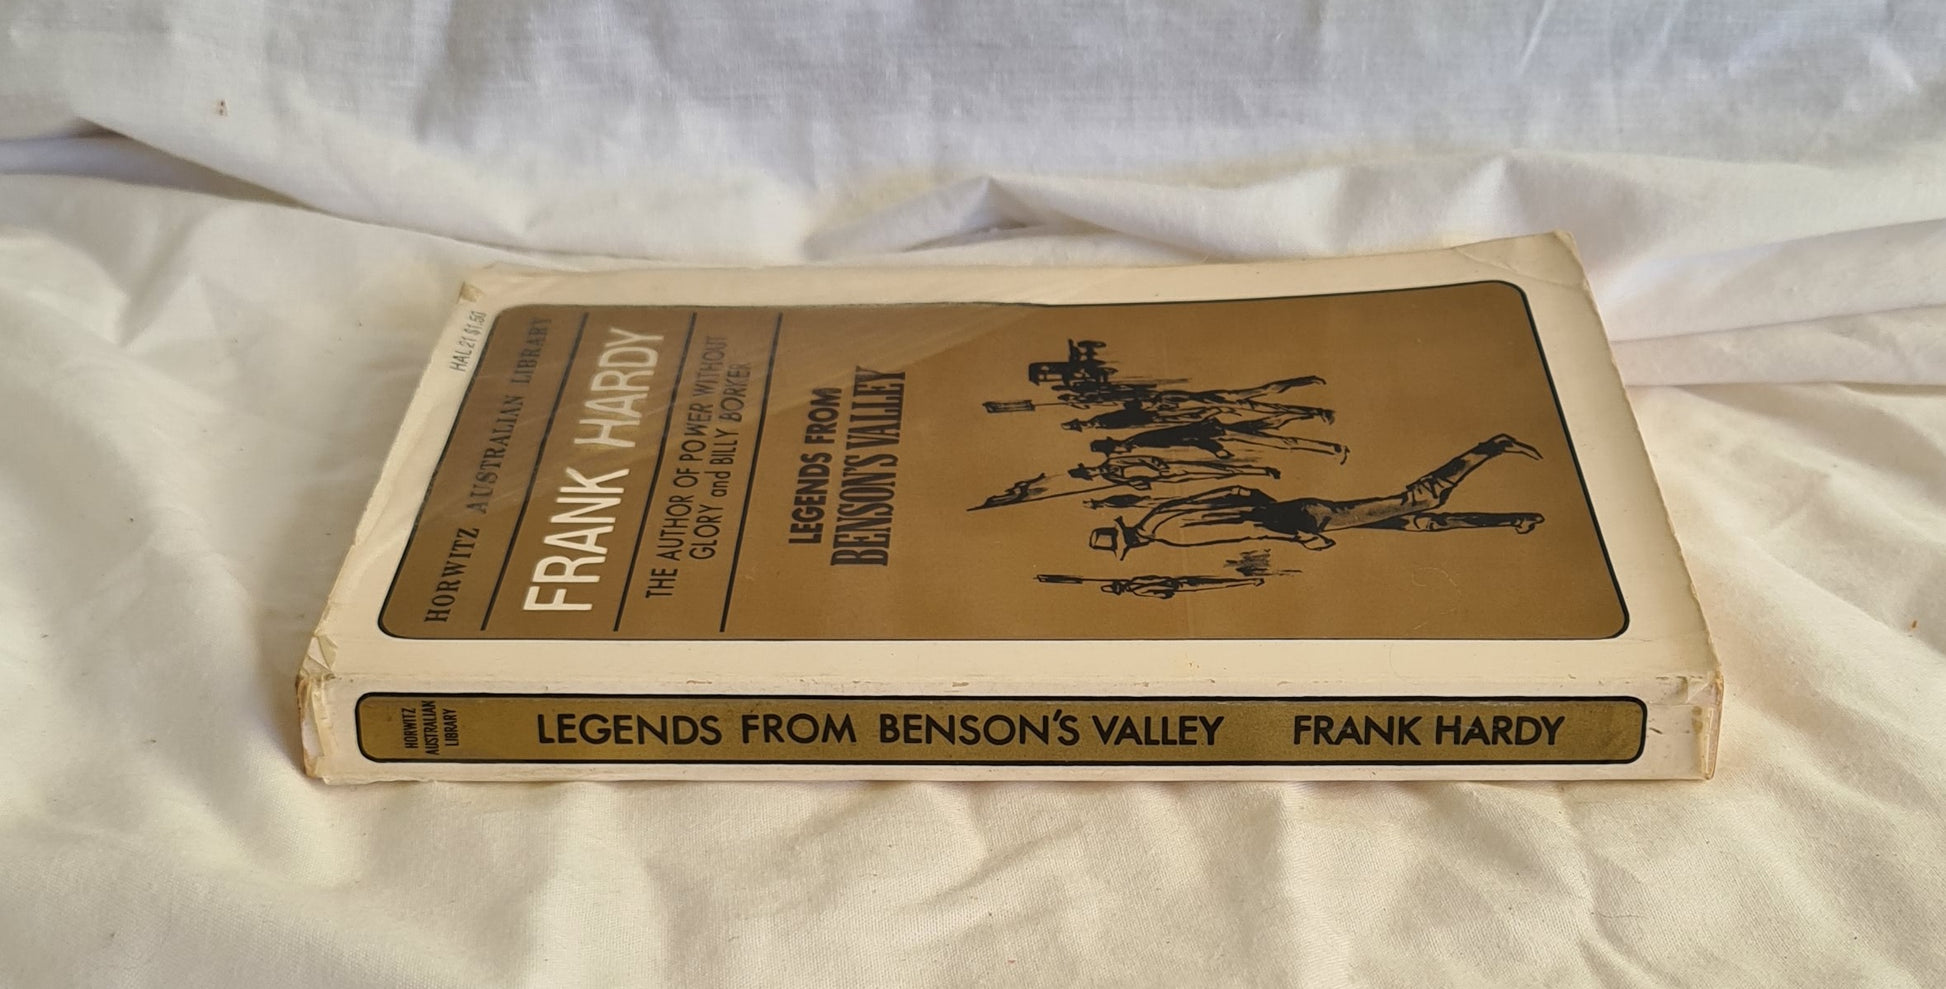 HAL 21 $1.50
HORWITZ AUSTRALIAN LIBRARY
FRANK HARDY
THE AUTHOR OF POWER WITHOUT
GLORY and BILLY BORKER
LEGENDS FROM
BENSON'S VALLEY
HORWITZ
AUSTRALIAN
LIBRARY
LEGENDS FROM BENSON'S VALLEY FRANK HARDY